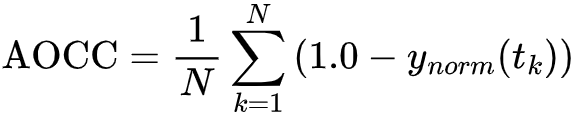 AOCC = \frac{1}{N} \sum_{k=1}^{N} (1.0 - y_{norm}(t_k))